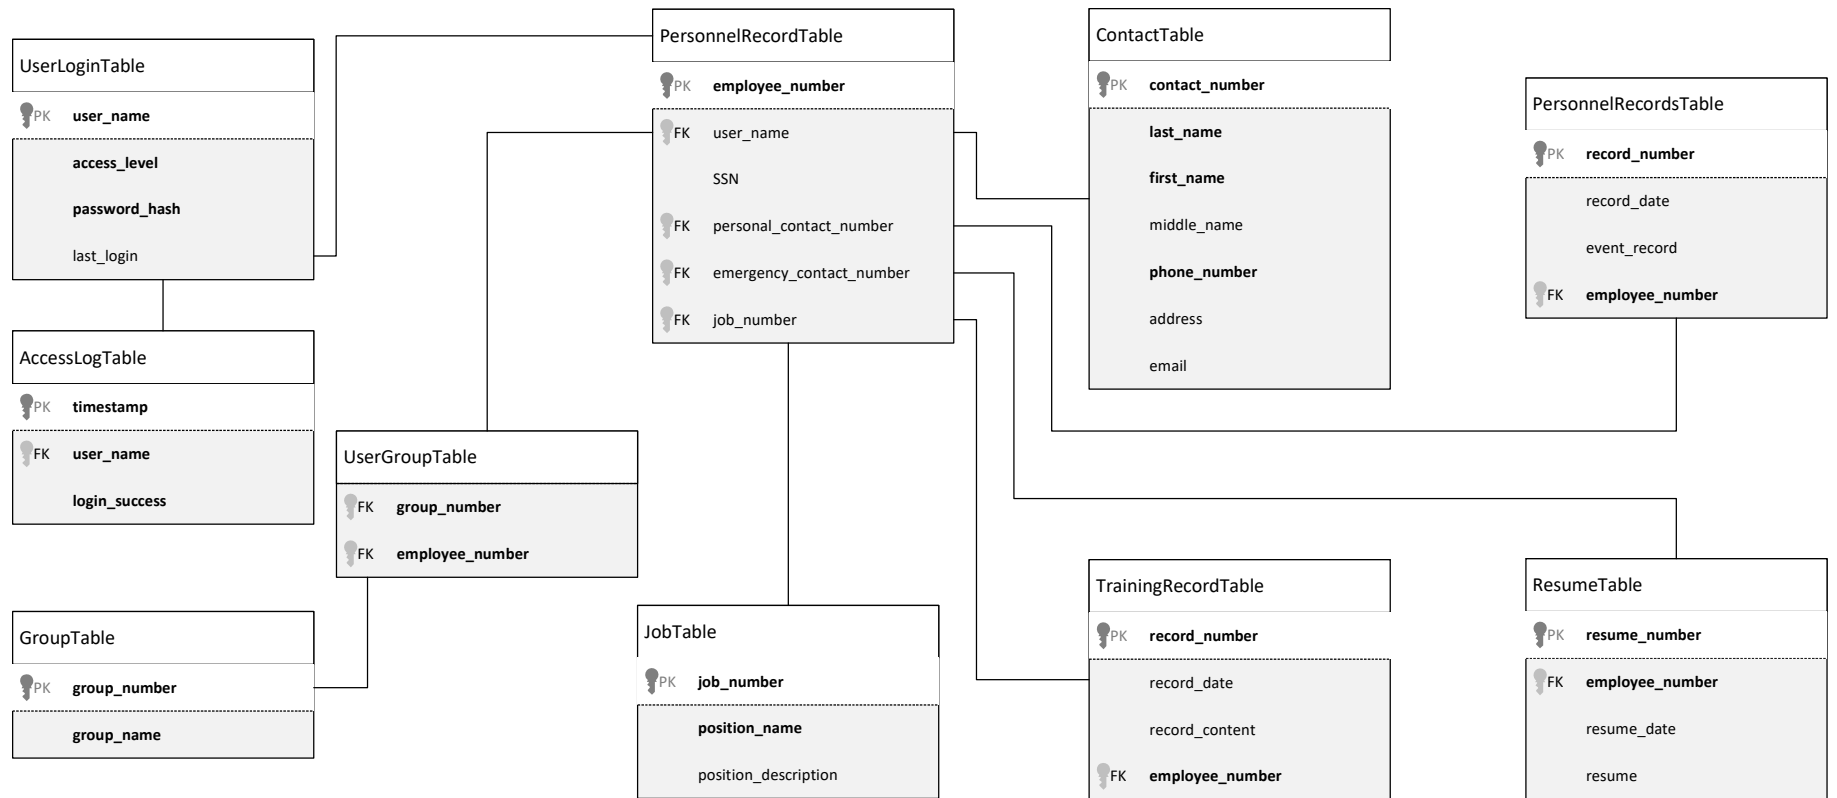 UserLoginTable
PK user_name
access_level
password_hash
last_login
AccessLogTable
PK timestamp
FK user_name
login_success
GroupTable
PK group_number
group_name
UserGroupTable
FK group_number
FK employee_number
PersonnelRecordTable
PK employee_number
FK user_name
SSN
FK personal_contact_number
FK emergency_contact_number
FK job_number
JobTable
PK job_number
position_name
position_description
ContactTable
PK contact_number
last_name
first_name
middle_name
phone_number
address
email
TrainingRecordTable
PK record_number
record_date
record_content
FK employee_number
PersonnelRecordsTable
PK record_number
record_date
event_record
FK employee_number
ResumeTable
PK resume_number
FK employee_number
resume_date
resume